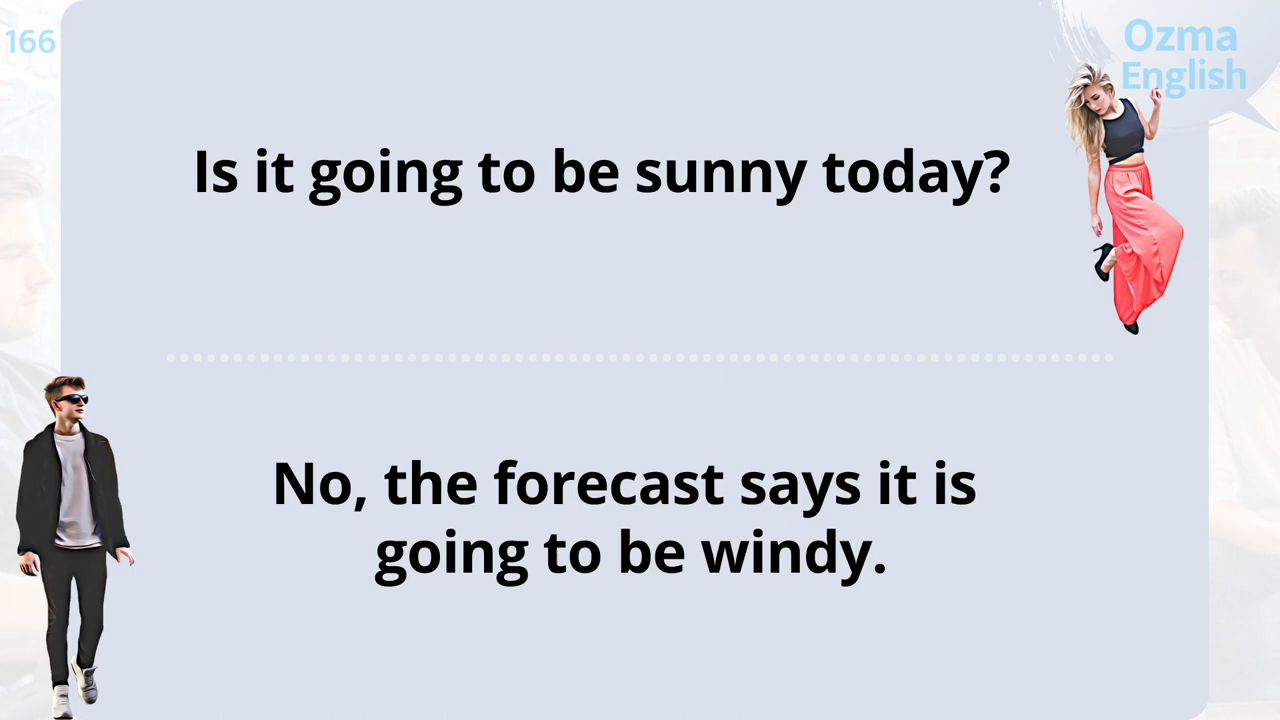 166
Ozma
English
Is it going to be sunny today?
No, the forecast says it is
going to be windy.